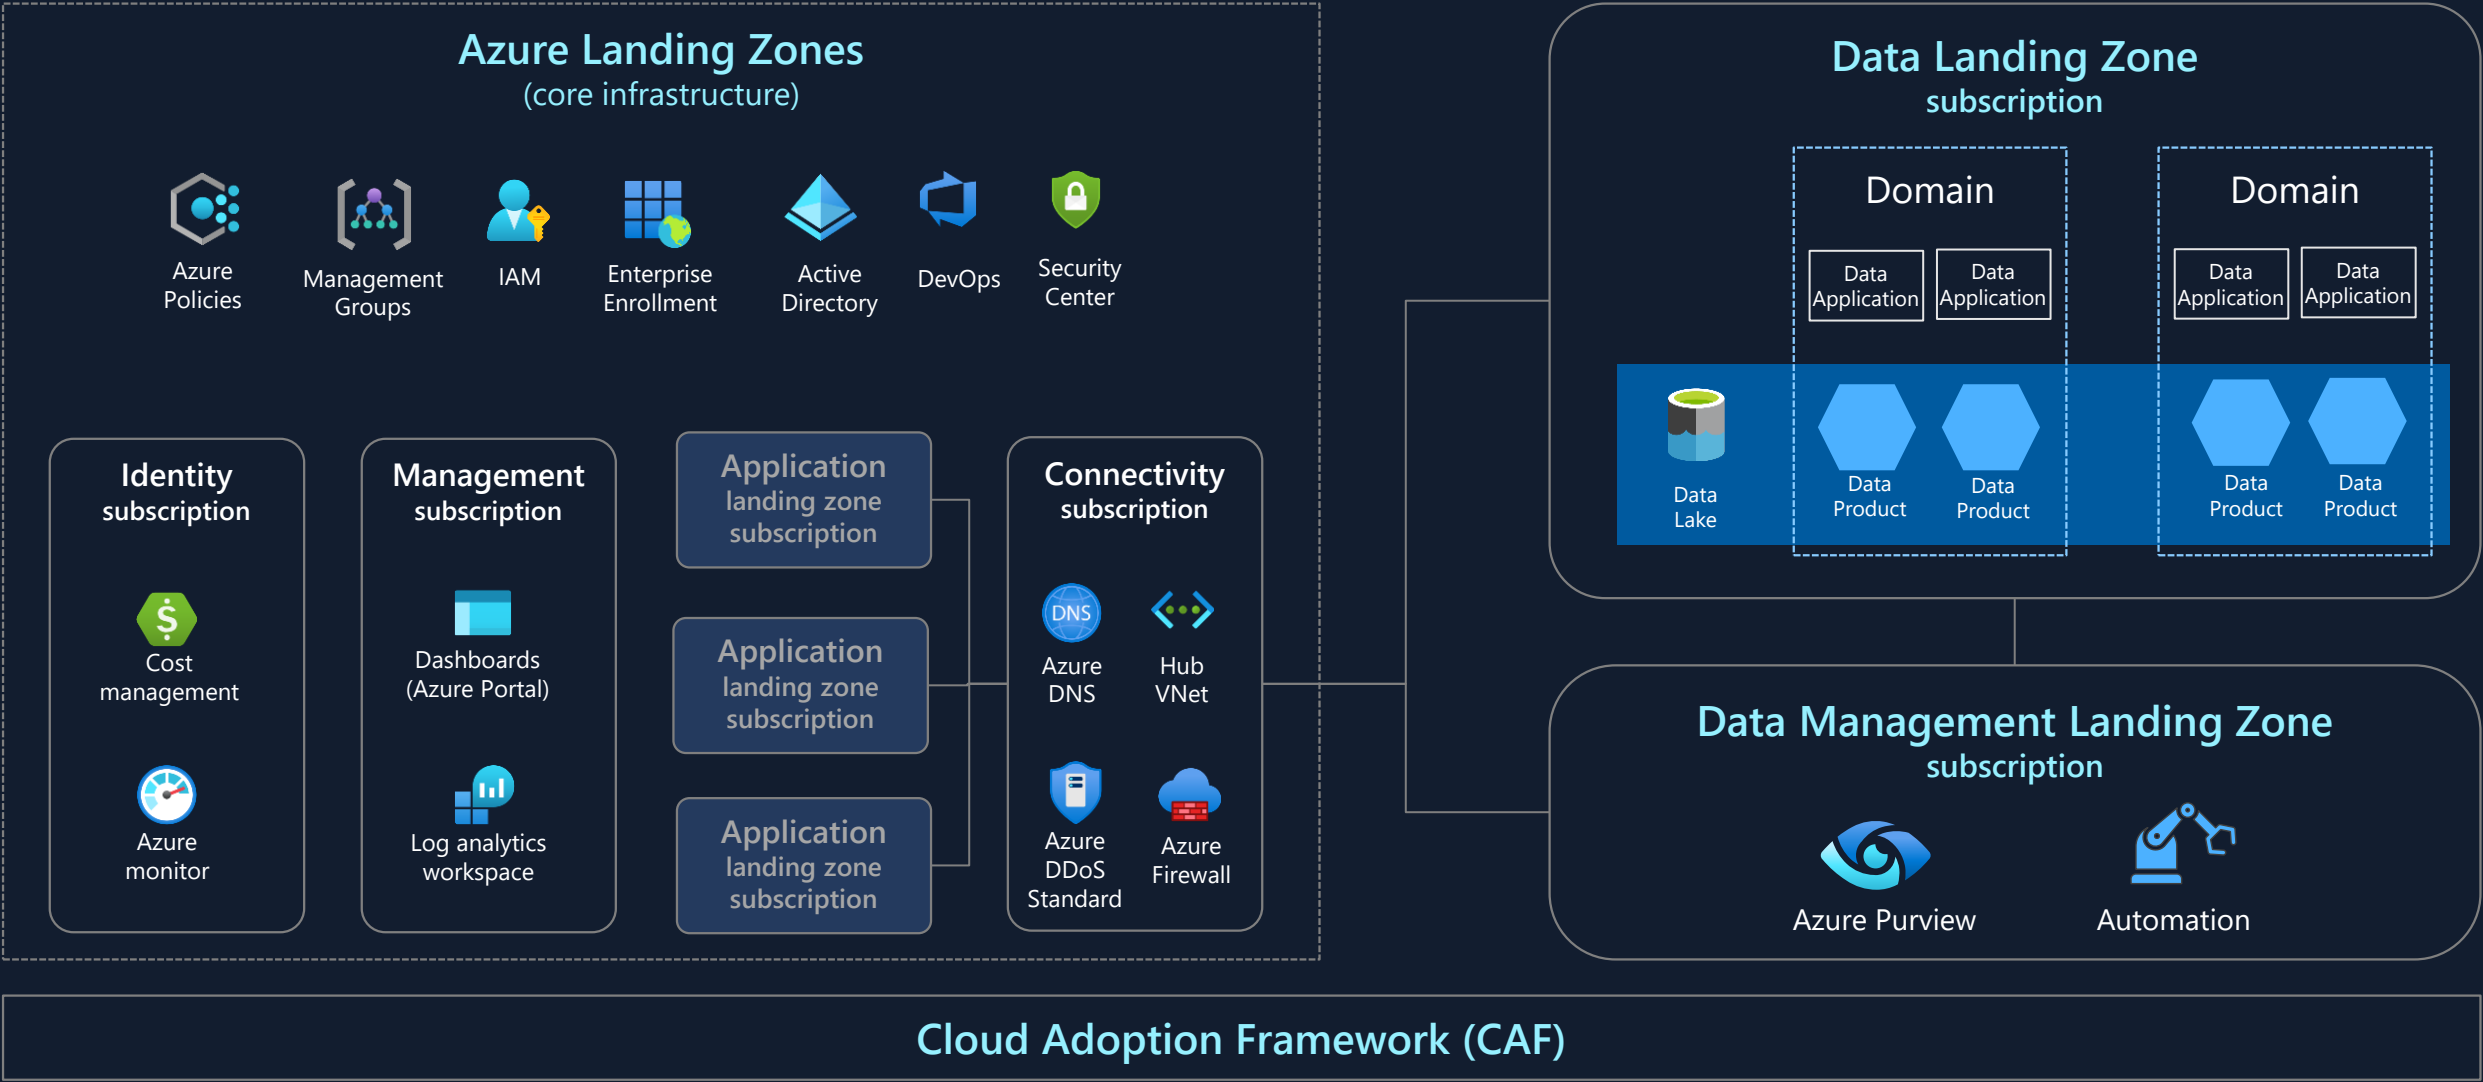 Azure Landing Zones
(core infrastructure)
Azure
Policies
Management
Groups
IAM
Enterprise
Enrollment
Active
Directory
DevOps
Security
Center
Identity
subscription
Cost
management
Azure
monitor
Management
subscription
Dashboards
(Azure Portal)
Log analytics
workspace
Application
landing zone
subscription
Application
landing zone
subscription
Application
landing zone
subscription
Connectivity
subscription
DNS
Azure
DNS
Hub
VNet
Azure
DDoS
Standard
Azure
Firewall
Data Landing Zone
subscription
Domain
Data
Application
Data
Application
Domain
Data
Application
Data
Application
Data
Lake
Data
Product
Data
Product
Data
Product
Data
Product
Data Management Landing Zone
subscription
Azure Purview
Automation
Cloud Adoption Framework (CAF)